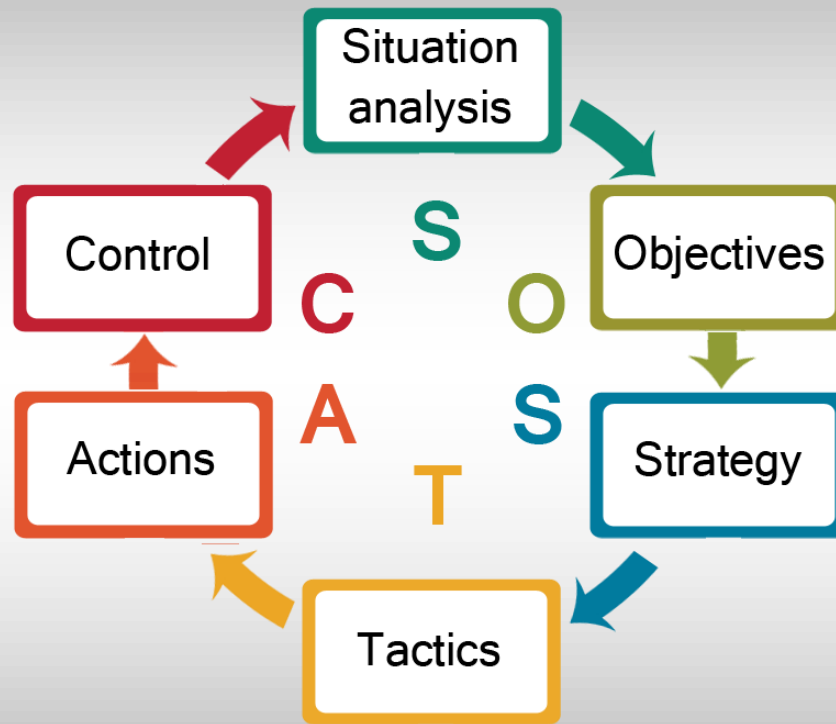 Situation
analysis
Objectives
Strategy
Tactics
Actions
Control
S
O
S
T
A
C